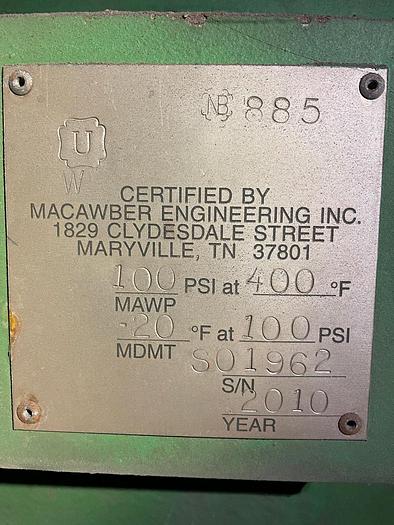 NB 885
U
W
CERTIFIED BY
MACAWBER ENGINEERING INC.
1829 CLYDESDALE STREET
MARYVILLE, TN 37801
100 PSI at 400 °F
MAWP
-20 °F at 100 PSI
MDMT
S01962
S/N
2010
YEAR